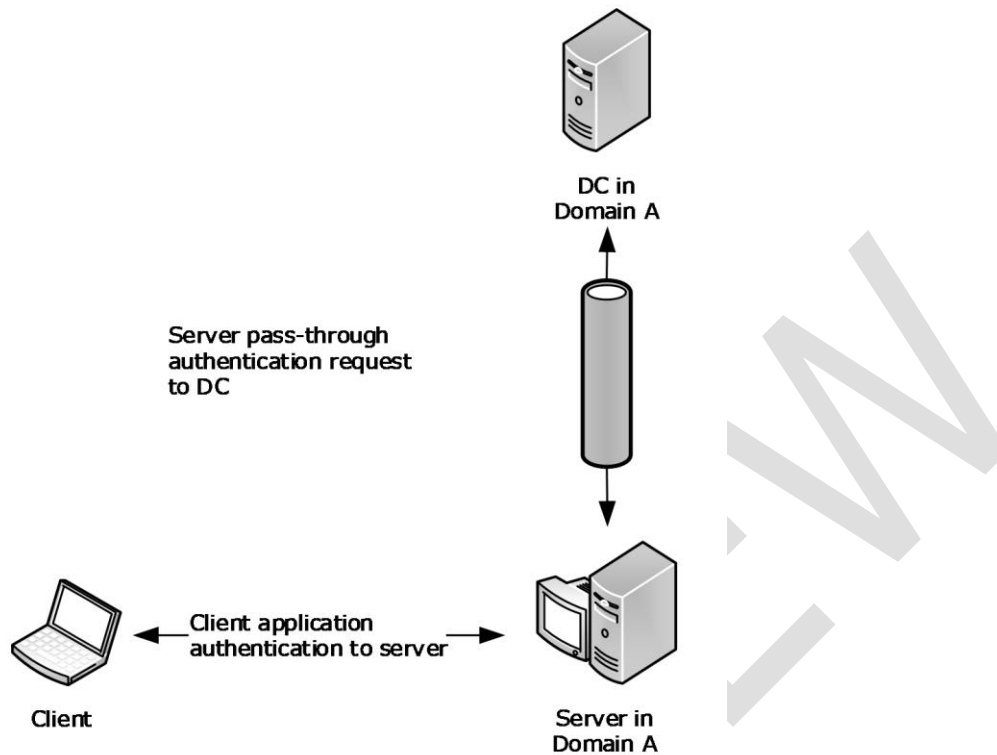 DC in
Domain A
Server pass-through
authentication request
to DC
Client application
authentication to server
Client
Server in
Domain A